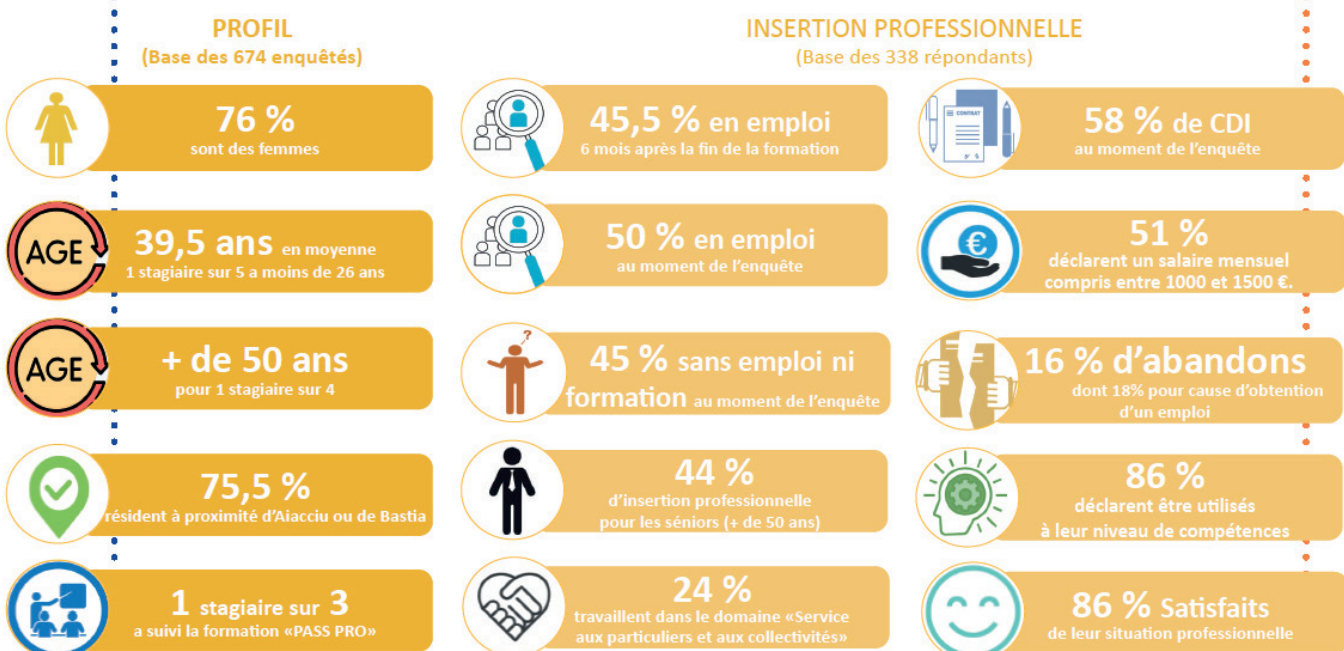 PROFIL
(Base des 674 enquêtés)
76 %
sont des femmes
AGE
39,5 ans en moyenne
1 stagiaire sur 5 a moins de 26 ans
AGE
+ de 50 ans
pour 1 stagiaire sur 4
75,5 %
résident à proximité d'Aiacciu ou de Bastia
1 stagiaire sur 3
a suivi la formation «PASS PRO»
INSERTION PROFESSIONNELLE
(Base des 338 répondants)
45,5 % en emploi
6 mois après la fin de la formation
50 % en emploi
au moment de l'enquête
?
45 % sans emploi ni
formation au moment de l'enquête
44 %
d'insertion professionnelle
pour les séniors (+ de 50 ans)
24 %
travaillent dans le domaine «Service
aux particuliers et aux collectivités»
CONTRAT
58 % de CDI
au moment de l'enquête
€
51 %
déclarent un salaire mensuel
compris entre 1000 et 1500 €.
16 % d'abandons
dont 18% pour cause d'obtention
d'un emploi
86 %
déclarent être utilisés
à leur niveau de compétences
86 % Satisfaits
de leur situation professionnelle